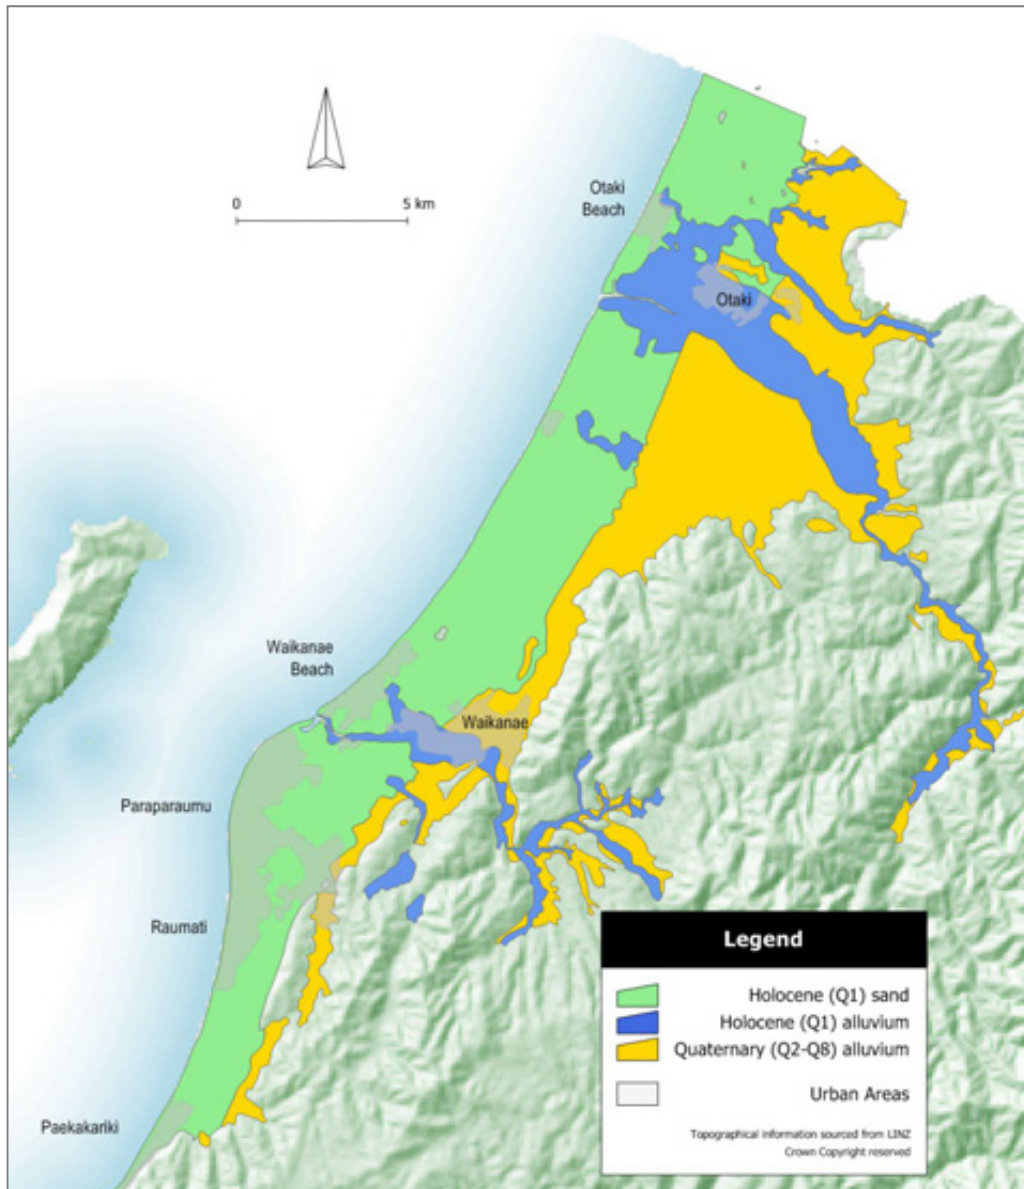 Otaki
Beach
0 5 km
Otaki
Waikanae
Beach
Waikanae
Paraparaumu
Raumati
Paekakariki
Legend
Holocene (Q1) sand
Holocene (Q1) alluvium
Quaternary (Q2-Q8) alluvium
Urban Areas
Topographical information sourced from LINZ
Crown Copyright reserved